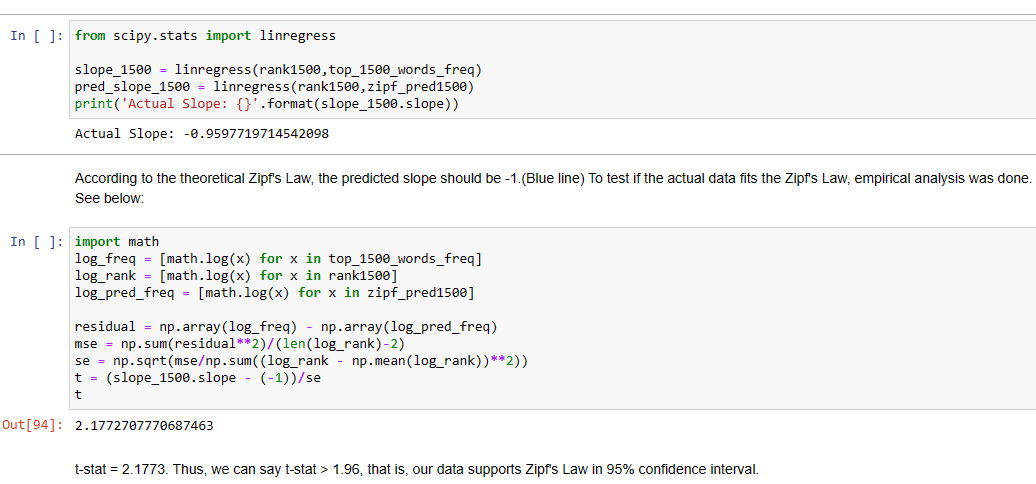 In [ ]: from scipy.stats import linregress
slope_1500 = linregress(rank1500,top_1500_words_freq)
pred_slope_1500 = linregress(rank1500,zipf_pred1500)
print('Actual Slope: {}'.format(slope_1500.slope))
Actual Slope: -0.9597719714542098
According to the theoretical Zipf's Law, the predicted slope should be -1.(Blue line) To test if the actual data fits the Zipf's Law, empirical analysis was done.
See below:
In [ ]: import math
log_freq = [math.log(x) for x in top_1500_words_freq]
log_rank = [math.log(x) for x in rank1500]
log_pred_freq = [math.log(x) for x in zipf_pred1500]
residual = np.array(log_freq) - np.array(log_pred_freq)
mse = np.sum(residual**2)/(len(log_rank)-2)
se = np.sqrt(mse/np.sum((log_rank - np.mean(log_rank))**2))
t = (slope_1500.slope - (-1))/se
t
Out[94]: 2.1772707770687463
t-stat = 2.1773. Thus, we can say t-stat > 1.96, that is, our data supports Zipf's Law in 95% confidence interval.